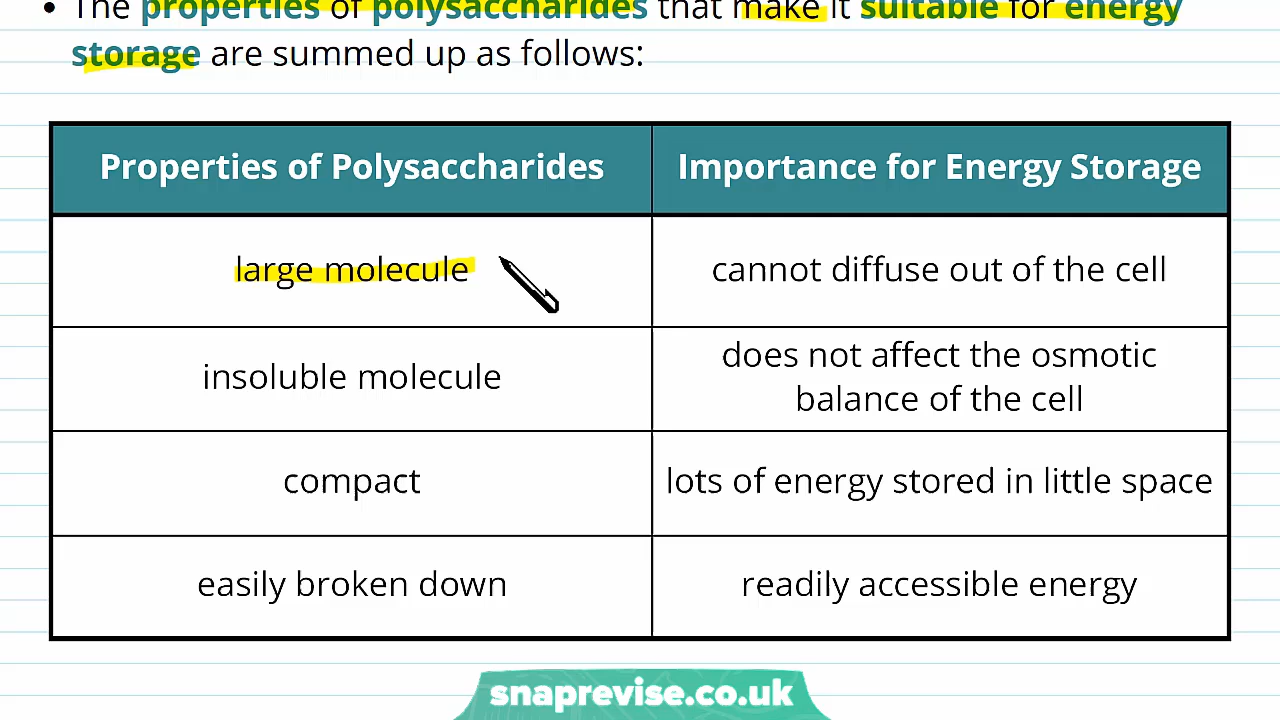 • The properties of polysaccharides that make it suitable for energy
storage are summed up as follows:
Properties of Polysaccharides
Importance for Energy Storage
large molecule
cannot diffuse out of the cell
insoluble molecule
does not affect the osmotic
balance of the cell
compact
lots of energy stored in little space
easily broken down
readily accessible energy
snaprevise.co.uk